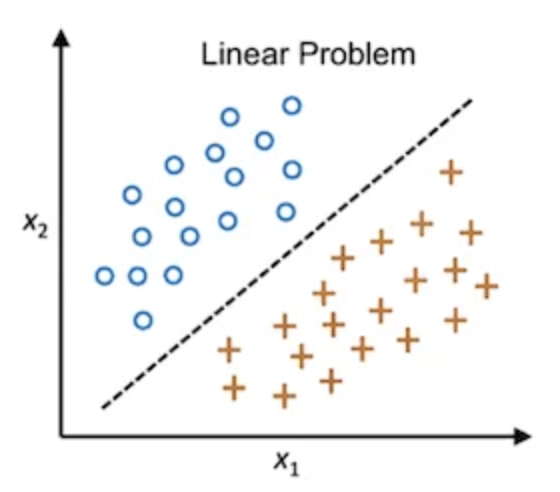 Linear Problem
x₂
x₁